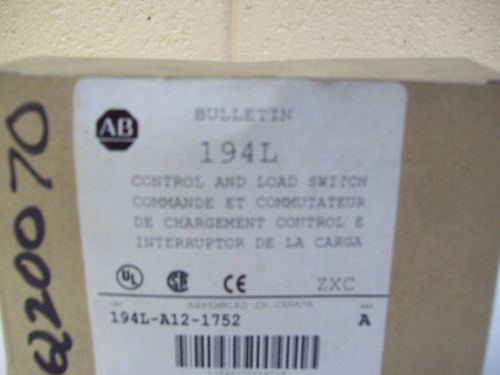 BULLETIN
AB
194L
CONTROL AND LOAD SWITCH
COMMANDE ET COMMUTATEUR
DE CHARGEMENT CONTROL E
INTERRUPTOR DE LA CARGA
UL
CE
ZXC
ASSEMBLED IN CANADA
194L-A12-1752
A
Q20070